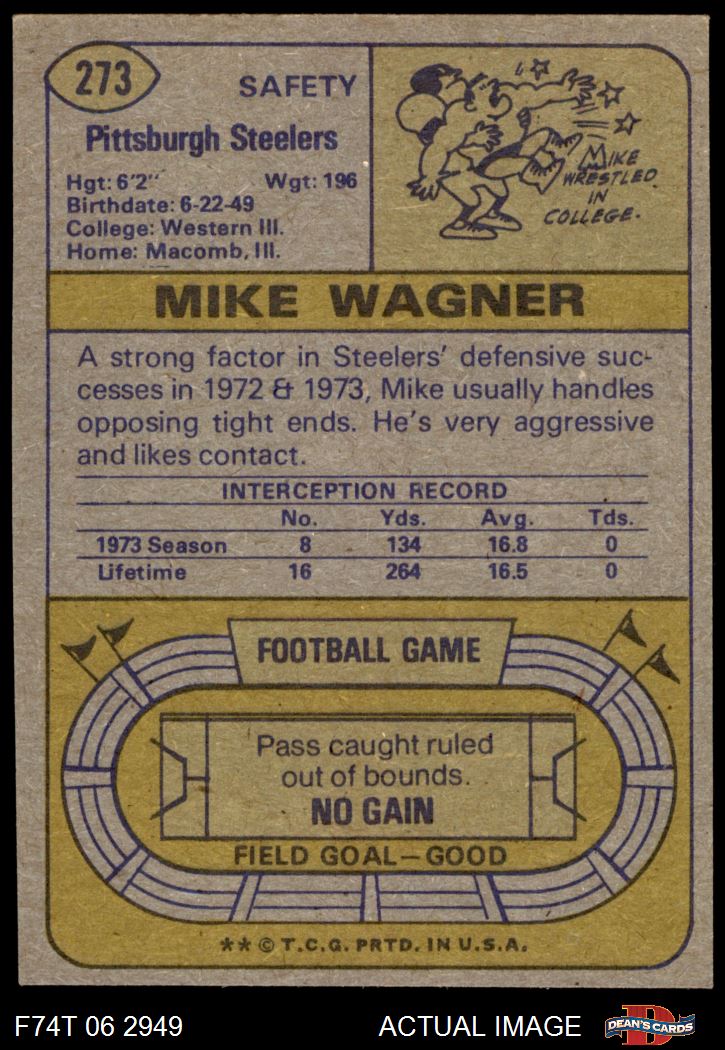 273
SAFETY
Pittsburgh Steelers
Hgt: 6'2" Wgt: 196
Birthdate: 6-22-49
College: Western Ill.
Home: Macomb, Ill.
MIKE
WRESTLED
IN
COLLEGE.
MIKE WAGNER
A strong factor in Steelers' defensive suc-
cesses in 1972 & 1973, Mike usually handles
opposing tight ends. He's very aggressive
and likes contact.
INTERCEPTION RECORD
No. Yds. Avg. Tds.
1973 Season 8 134 16.8 0
Lifetime 16 264 16.5 0
FOOTBALL GAME
Pass caught ruled
out of bounds.
NO GAIN
FIELD GOAL—GOOD
** © T.C.G. PRTD. IN U.S.A.
F74T 06 2949 ACTUAL IMAGE
DEAN'S CARDS